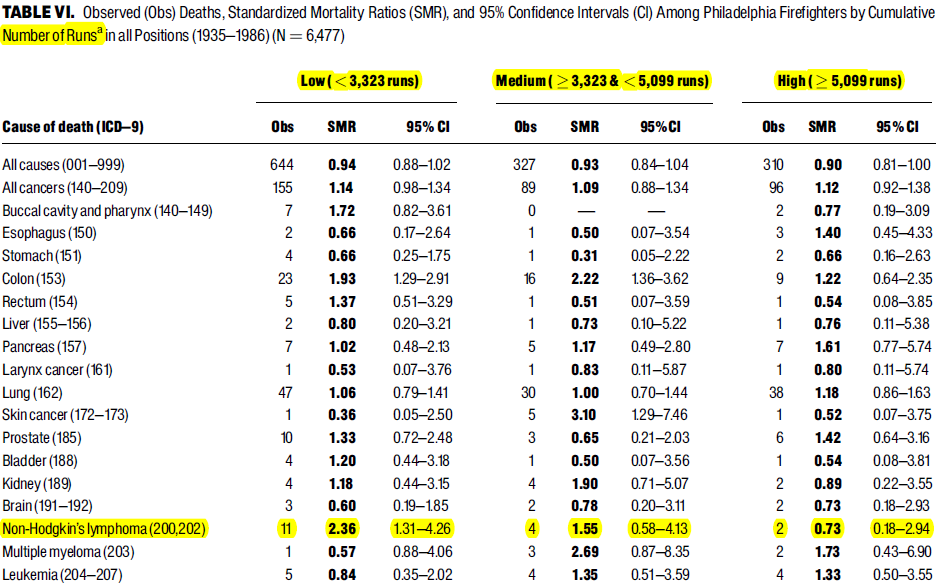 TABLE VI. Observed (Obs) Deaths, Standardized Mortality Ratios (SMR), and 95% Confidence Intervals (CI) Among Philadelphia Firefighters by Cumulative
Number of Runsᵃ in all Positions (1935–1986) (N = 6,477)
Low (< 3,323 runs) Medium (≥ 3,323 & < 5,099 runs) High (≥ 5,099 runs)
Cause of death (ICD–9) Obs SMR 95% CI Obs SMR 95% CI Obs SMR 95% CI
All causes (001–999) 644 0.94 0.88–1.02 327 0.93 0.84–1.04 310 0.90 0.81–1.00
All cancers (140–209) 155 1.14 0.98–1.34 89 1.09 0.88–1.34 96 1.12 0.92–1.38
Buccal cavity and pharynx (140–149) 7 1.72 0.82–3.61 0 — — 2 0.77 0.19–3.09
Esophagus (150) 2 0.66 0.17–2.64 1 0.50 0.07–3.54 3 1.40 0.45–4.33
Stomach (151) 4 0.66 0.25–1.75 1 0.31 0.05–2.22 2 0.66 0.16–2.63
Colon (153) 23 1.93 1.29–2.91 16 2.22 1.36–3.62 9 1.22 0.64–2.35
Rectum (154) 5 1.37 0.51–3.29 1 0.51 0.07–3.59 1 0.54 0.08–3.85
Liver (155–156) 2 0.80 0.20–3.21 1 0.73 0.10–5.22 1 0.76 0.11–5.38
Pancreas (157) 7 1.02 0.48–2.13 5 1.17 0.49–2.80 7 1.61 0.77–5.74
Larynx cancer (161) 1 0.53 0.07–3.76 1 0.83 0.11–5.87 1 0.80 0.11–5.74
Lung (162) 47 1.06 0.79–1.41 30 1.00 0.70–1.44 38 1.18 0.86–1.63
Skin cancer (172–173) 1 0.36 0.05–2.50 5 3.10 1.29–7.46 1 0.52 0.07–3.75
Prostate (185) 10 1.33 0.72–2.48 3 0.65 0.21–2.03 6 1.42 0.64–3.16
Bladder (188) 4 1.20 0.44–3.18 1 0.50 0.07–3.56 1 0.54 0.08–3.81
Kidney (189) 4 1.18 0.44–3.15 4 1.90 0.71–5.07 2 0.89 0.22–3.55
Brain (191–192) 3 0.60 0.19–1.85 2 0.78 0.20–3.11 2 0.73 0.18–2.93
Non-Hodgkin's lymphoma (200,202) 11 2.36 1.31–4.26 4 1.55 0.58–4.13 2 0.73 0.18–2.94
Multiple myeloma (203) 1 0.57 0.88–4.06 3 2.69 0.87–8.35 2 1.73 0.43–6.90
Leukemia (204–207) 5 0.84 0.35–2.02 4 1.35 0.51–3.59 4 1.33 0.50–3.55